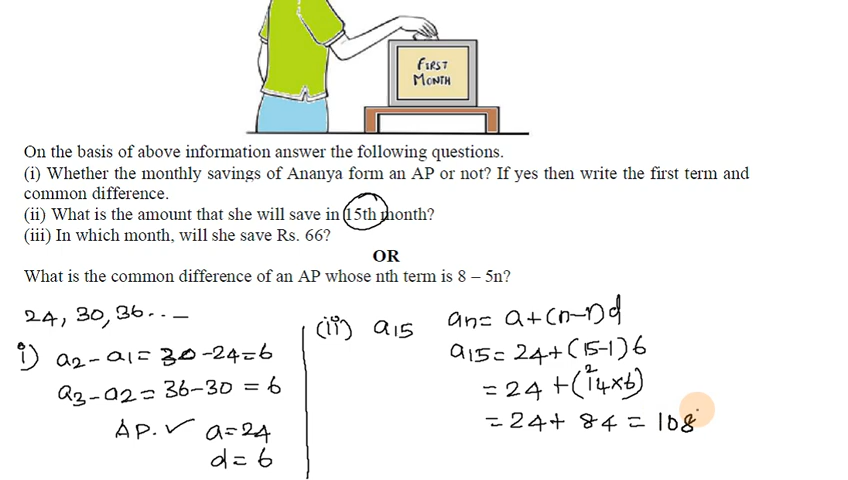 FIRST
MONTH
On the basis of above information answer the following questions.
(i) Whether the monthly savings of Ananya form an AP or not? If yes then write the first term and
common difference.
(ii) What is the amount that she will save in 15th month?
(iii) In which month, will she save Rs. 66?
OR
What is the common difference of an AP whose nth term is 8 – 5n?
24, 30, 36...–
i) a2 – a1 = 30 - 24 = 6
a3 – a2 = 36 - 30 = 6
AP. ✓ a = 24
d = 6
(ii) a15 an = a + (n–1)d
a15 = 24 + (15–1) 6
2
= 24 + (14×6)
= 24 + 84 = 108